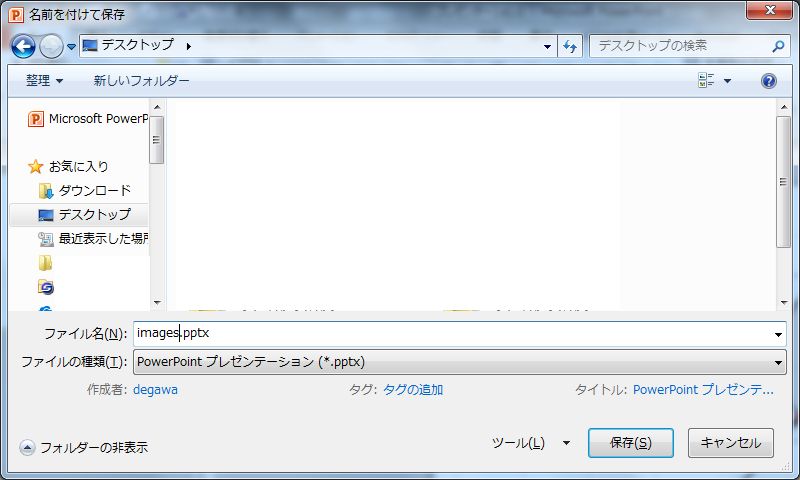 名前を付けて保存
デスクトップ
デスクトップの検索
整理 新しいフォルダー
Microsoft PowerP
お気に入り
ダウンロード
デスクトップ
最近表示した場所
ファイル名(N): images.pptx
ファイルの種類(T): PowerPoint プレゼンテーション (*.pptx)
作成者: degawa タグ: タグの追加 タイトル: PowerPoint プレゼンテ...
フォルダーの非表示 ツール(L) 保存(S) キャンセル